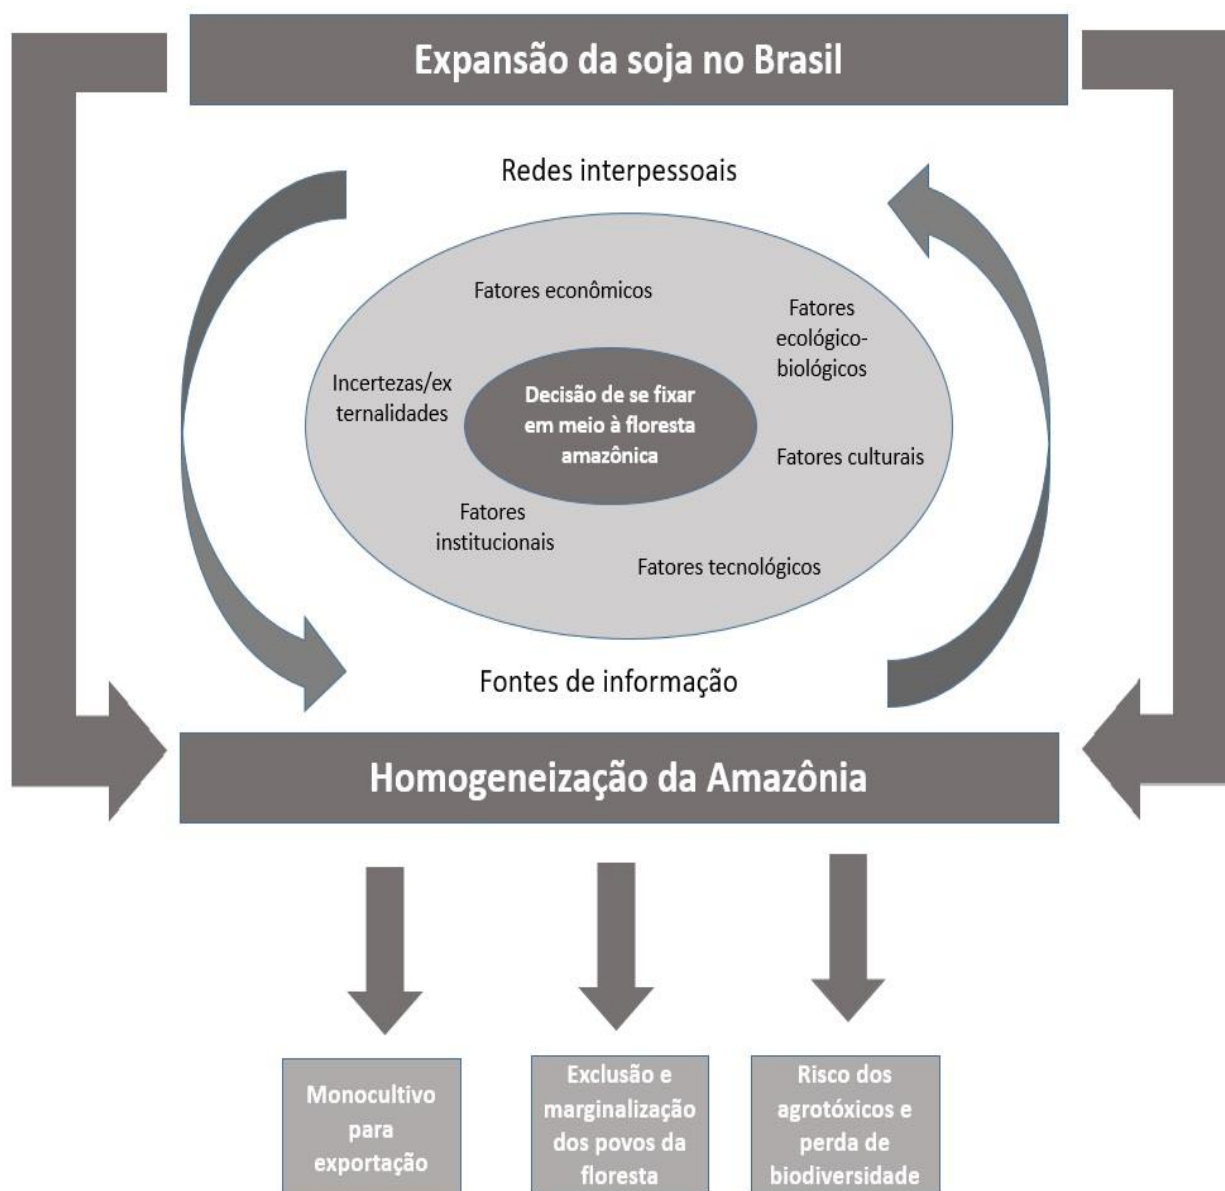 Expansão da soja no Brasil
Redes interpessoais
Fatores econômicos
Fatores
ecológico-
biológicos
Incertezas/ex
ternalidades
Decisão de se fixar
em meio à floresta
amazônica
Fatores culturais
Fatores
institucionais
Fatores tecnológicos
Fontes de informação
Homogeneização da Amazônia
Monocultivo
para
exportação
Exclusão e
marginalização
dos povos da
floresta
Risco dos
agrotóxicos e
perda de
biodiversidade